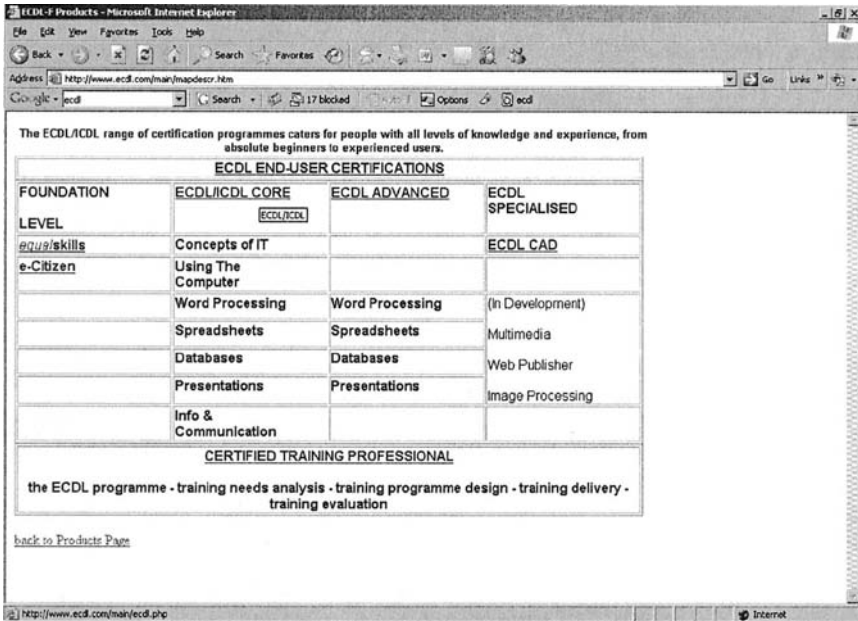 ECDL-F Products - Microsoft Internet Explorer
File Edit View Favorites Tools Help
Back Search Favorites
Address http://www.ecdl.com/main/mapdescr.htm Go Links »
Google ecdl Search 17 blocked Options ecdl
The ECDL/ICDL range of certification programmes caters for people with all levels of knowledge and experience, from
absolute beginners to experienced users.
ECDL END-USER CERTIFICATIONS
FOUNDATION
LEVEL
ECDL/ICDL CORE
ECDL/ICDL
ECDL ADVANCED
ECDL
SPECIALISED
equalskills Concepts of IT ECDL CAD
e-Citizen Using The
Computer
Word Processing Word Processing (In Development)
Spreadsheets Spreadsheets Multimedia
Databases Databases Web Publisher
Presentations Presentations Image Processing
Info &
Communication
CERTIFIED TRAINING PROFESSIONAL
the ECDL programme - training needs analysis - training programme design - training delivery -
training evaluation
back to Products Page
http://www.ecdl.com/main/ecdl.php Internet